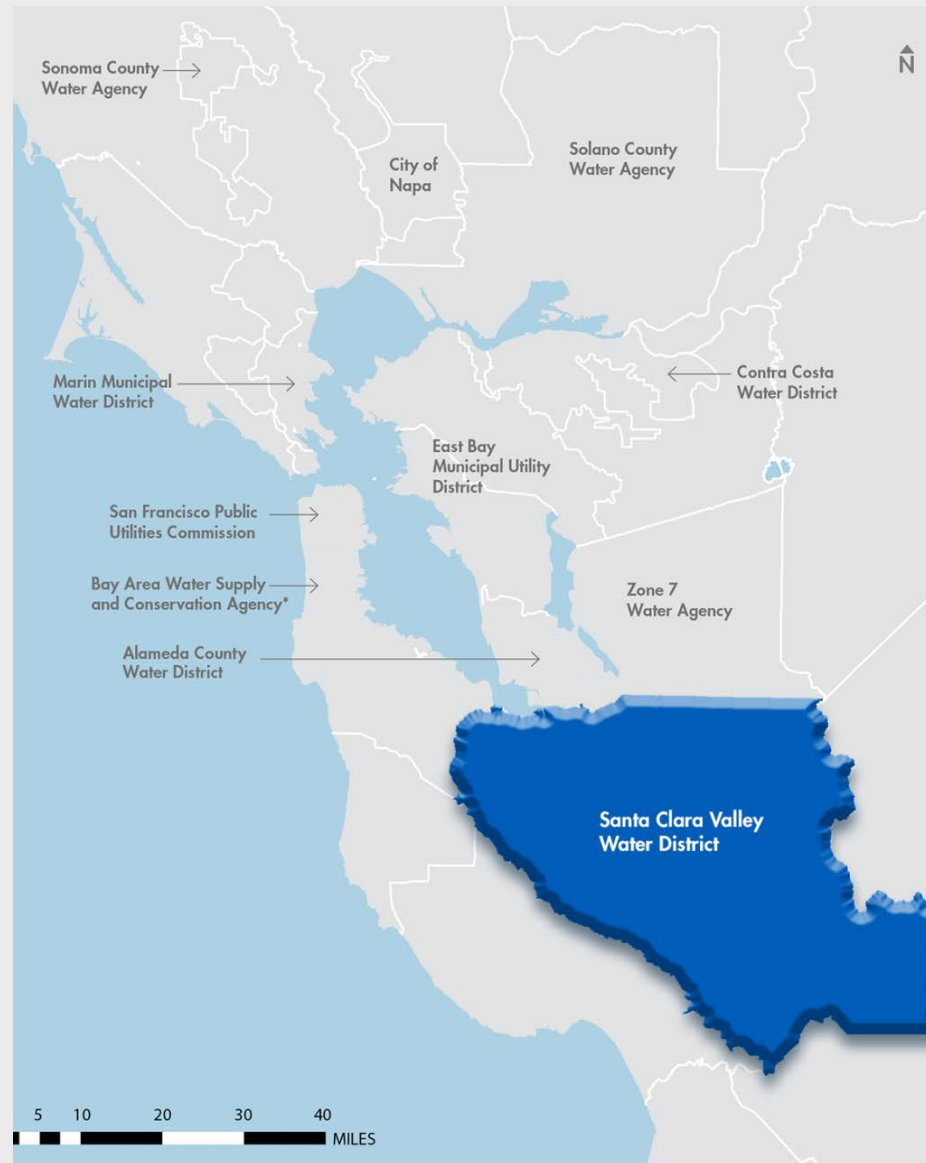 N
Sonoma County
Water Agency
City of
Napa
Solano County
Water Agency
Marin Municipal
Water District
Contra Costa
Water District
East Bay
Municipal Utility
District
San Francisco Public
Utilities Commission
Bay Area Water Supply
and Conservation Agency*
Zone 7
Water Agency
Alameda County
Water District
Santa Clara Valley
Water District
5 10 20 30 40
MILES